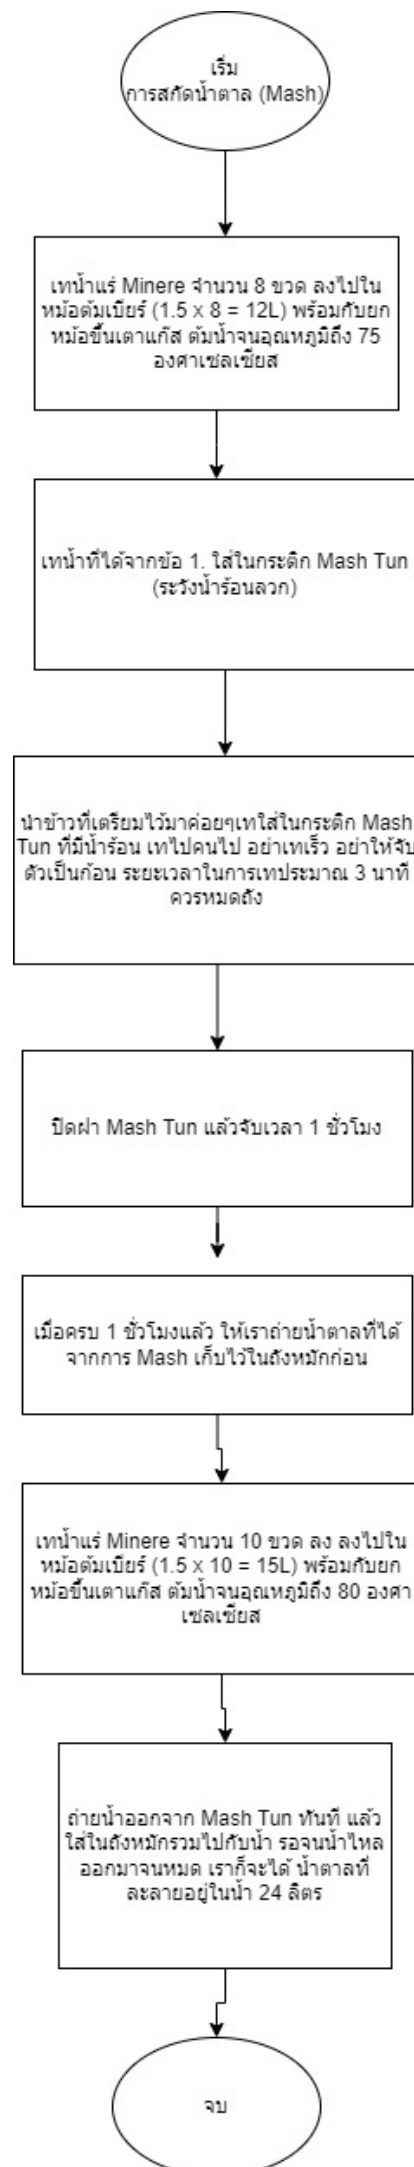 เริ่ม
การสกัดน้ำตาล (Mash)
เทน้ำแร่ Minere จำนวน 8 ขวด ลงไปใน
หม้อต้มเบียร์ (1.5 x 8 = 12L) พร้อมกับยก
หม้อขึ้นเตาแก๊ส ต้มน้ำจนอุณหภูมิถึง 75
องศาเซลเซียส
เทน้ำที่ได้จากข้อ 1. ใส่ในกระติก Mash Tun
(ระวังน้ำร้อนลวก)
นำข้าวที่เตรียมไว้มาค่อยๆเทใส่ในกระติก Mash
Tun ที่มีน้ำร้อน เทไปคนไป อย่าเทเร็ว อย่าให้จับ
ตัวเป็นก้อน ระยะเวลาในการเทประมาณ 3 นาที
ควรหมดถัง
ปิดฝา Mash Tun แล้วจับเวลา 1 ชั่วโมง
เมื่อครบ 1 ชั่วโมงแล้ว ให้เราถ่ายน้ำตาลที่ได้
จากการ Mash เก็บไว้ในถังหมักก่อน
เทน้ำแร่ Minere จำนวน 10 ขวด ลง ลงไปใน
หม้อต้มเบียร์ (1.5 x 10 = 15L) พร้อมกับยก
หม้อขึ้นเตาแก๊ส ต้มน้ำจนอุณหภูมิถึง 80 องศา
เซลเซียส
ถ่ายน้ำออกจาก Mash Tun ทันที แล้ว
ใส่ในถังหมักรวมไปกับน้ำ รอจนน้ำไหล
ออกมาจนหมด เราก็จะได้ น้ำตาลที่
ละลายอยู่ในน้ำ 24 ลิตร
จบ